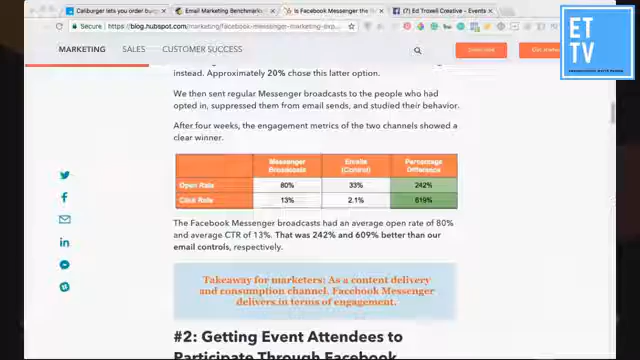 Caliburger lets you order burg
Email Marketing Benchmarks
Is Facebook Messenger the
(7) Ed Troxell Creative - Events
Secure
https://blog.hubspot.com/marketing/facebook-messenger-marketing-exp
ET
TV
MARKETING
SALES
CUSTOMER SUCCESS
instead. Approximately 20% chose this latter option.
We then sent regular Messenger broadcasts to the people who had
opted in, suppressed them from email sends, and studied their behavior.
After four weeks, the engagement metrics of the two channels showed a
clear winner.
Messenger Broadcasts
Emails (Control)
Percentage Difference
Open Rate 80% 33% 242%
Click Rate 13% 2.1% 619%
The Facebook Messenger broadcasts had an average open rate of 80%
and average CTR of 13%. That was 242% and 609% better than our
email controls, respectively.
Takeaway for marketers: As a content delivery
and consumption channel, Facebook Messenger
delivers in terms of engagement.
#2: Getting Event Attendees to
Participate Through Facebook